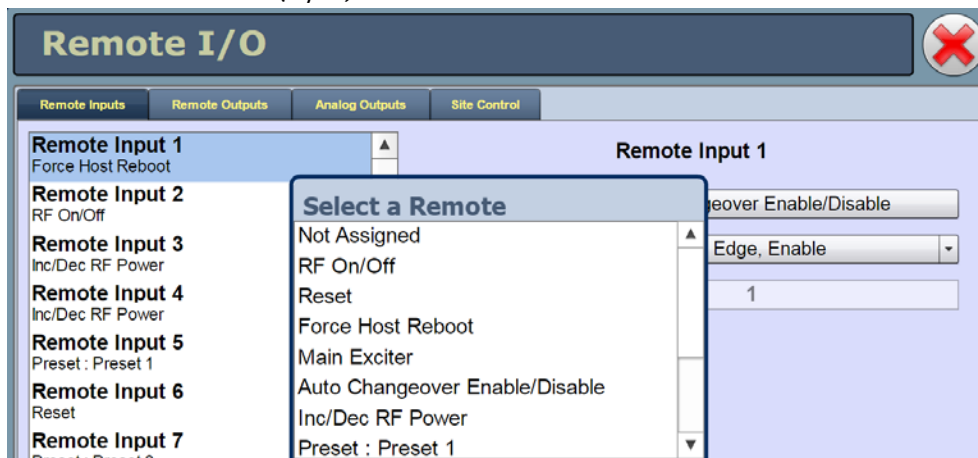 Remote I/O
Remote Inputs Remote Outputs Analog Outputs Site Control
Remote Input 1
Force Host Reboot
Remote Input 2
RF On/Off
Remote Input 3
Inc/Dec RF Power
Remote Input 4
Inc/Dec RF Power
Remote Input 5
Preset : Preset 1
Remote Input 6
Reset
Remote Input 7
Remote Input 1
geover Enable/Disable
Edge, Enable
1
Select a Remote
Not Assigned
RF On/Off
Reset
Force Host Reboot
Main Exciter
Auto Changeover Enable/Disable
Inc/Dec RF Power
Preset : Preset 1